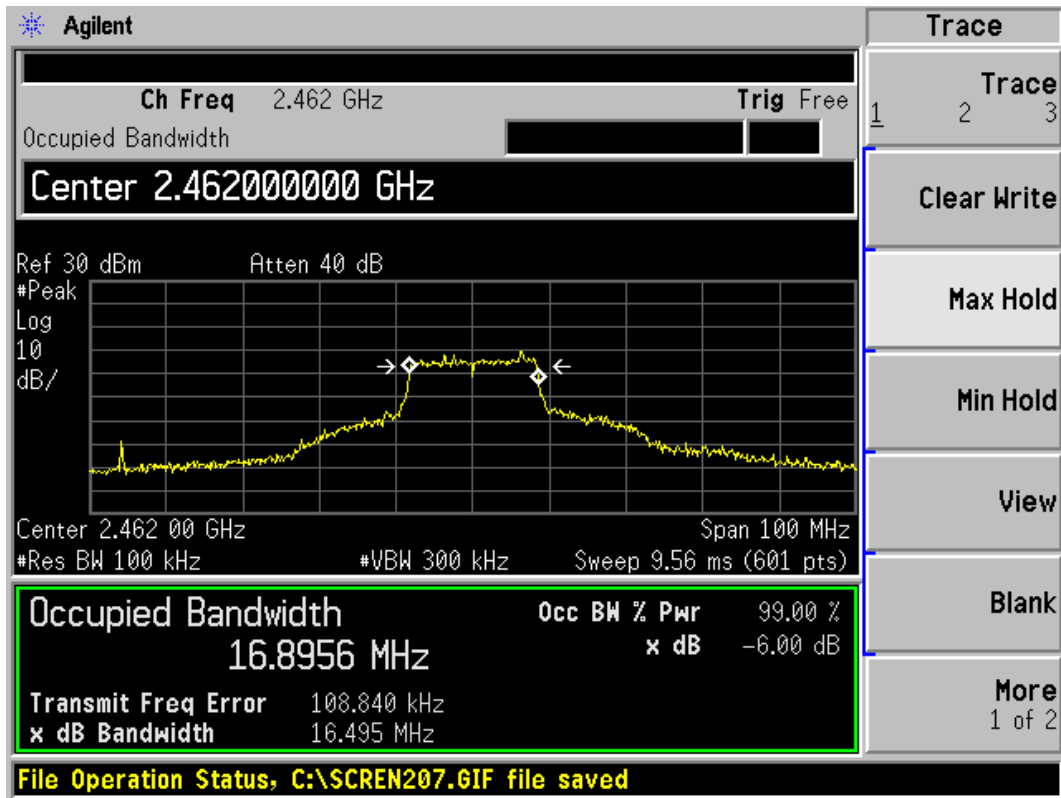 Agilent
Ch Freq 2.462 GHz Trig Free
Occupied Bandwidth
Center 2.462000000 GHz
Ref 30 dBm Atten 40 dB
#Peak
Log
10
dB/
Center 2.462 00 GHz Span 100 MHz
#Res BW 100 kHz #VBW 300 kHz Sweep 9.56 ms (601 pts)
Occupied Bandwidth
16.8956 MHz
Occ BW % Pwr 99.00 %
x dB -6.00 dB
Transmit Freq Error 108.840 kHz
x dB Bandwidth 16.495 MHz
File Operation Status, C:\SCREN207.GIF file saved
Trace
Trace
1 2 3
Clear Write
Max Hold
Min Hold
View
Blank
More
1 of 2